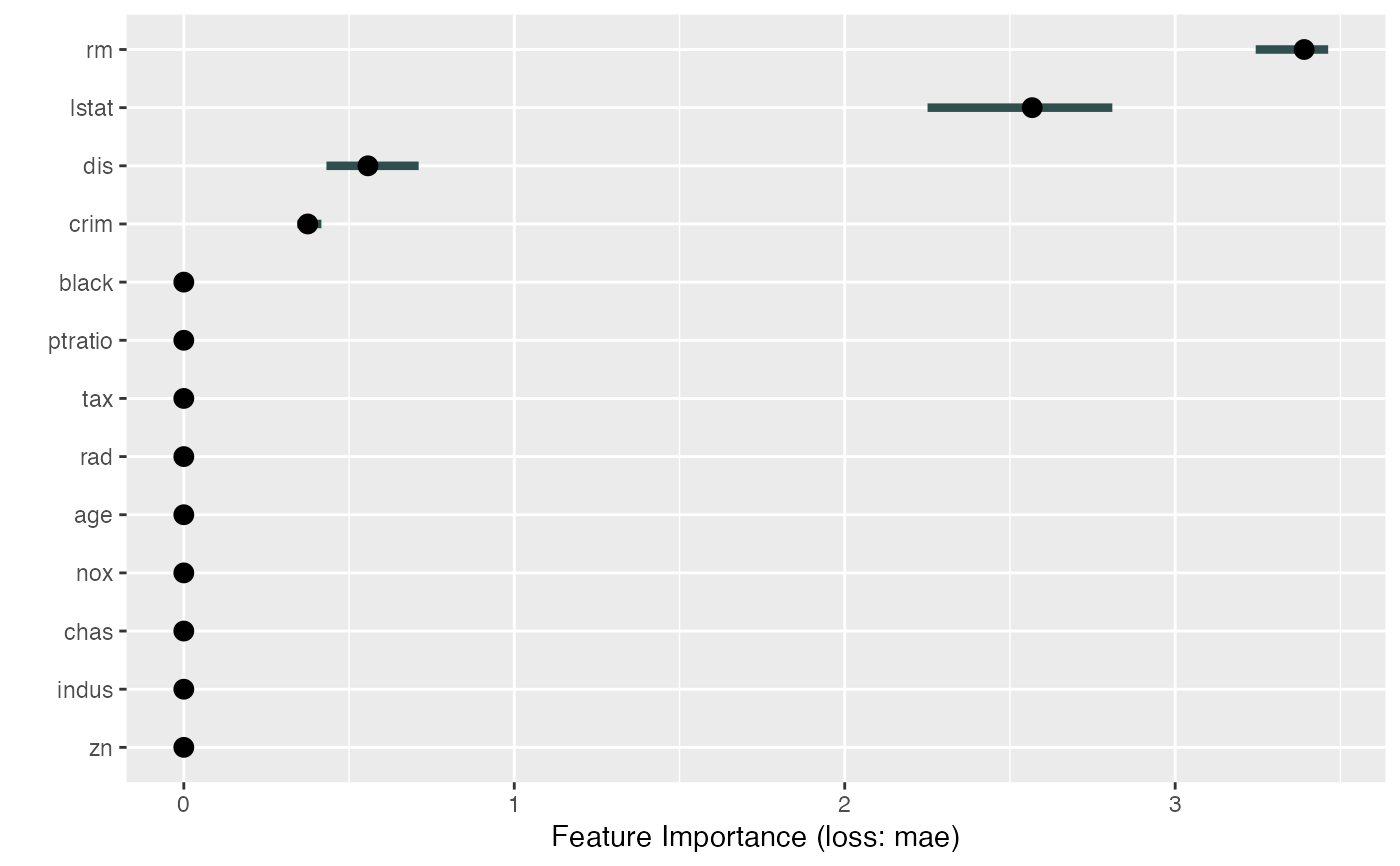 rm
lstat
dis
crim
black
ptratio
tax
rad
age
nox
chas
indus
zn
0 1 2 3
Feature Importance (loss: mae)